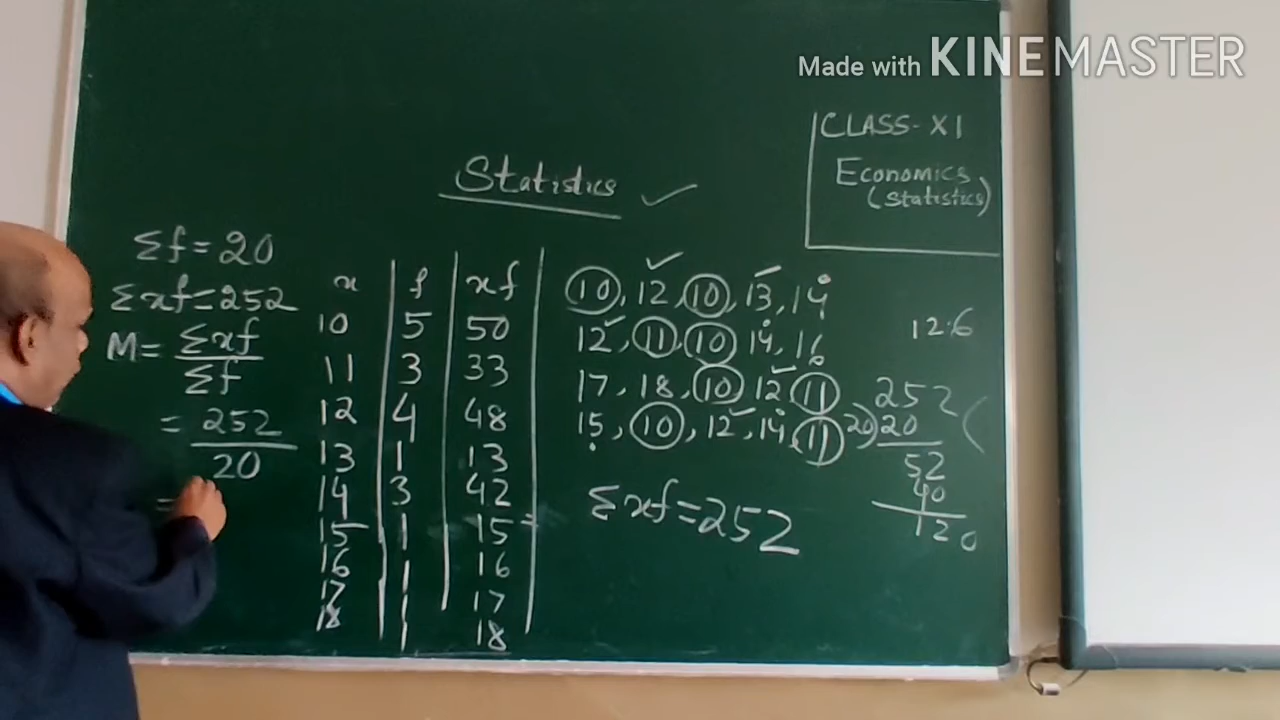 Made with KINEMASTER
CLASS-XI
Economics
(Statistics)
Statistics ✓
Σf=20
Σxf=252
M= Σxf
Σf
= 252
20
=
x f xf
10 5 50
11 3 33
12 4 48
13 1 13
14 3 42
15 1 15=
16 1 16
17 1 17
18 1 18
10, 12, 10, 13, 14
12, 11, 10, 14, 16
17, 18, 10, 12, 11
15, 10, 12, 14, 11
Σxf=252
12.6
20)252(
20
52
40
120